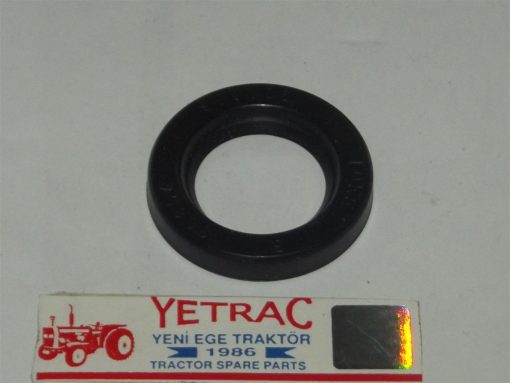 YETRAC
YENİ EGE TRAKTÖR
1986
TRACTOR SPARE PARTS